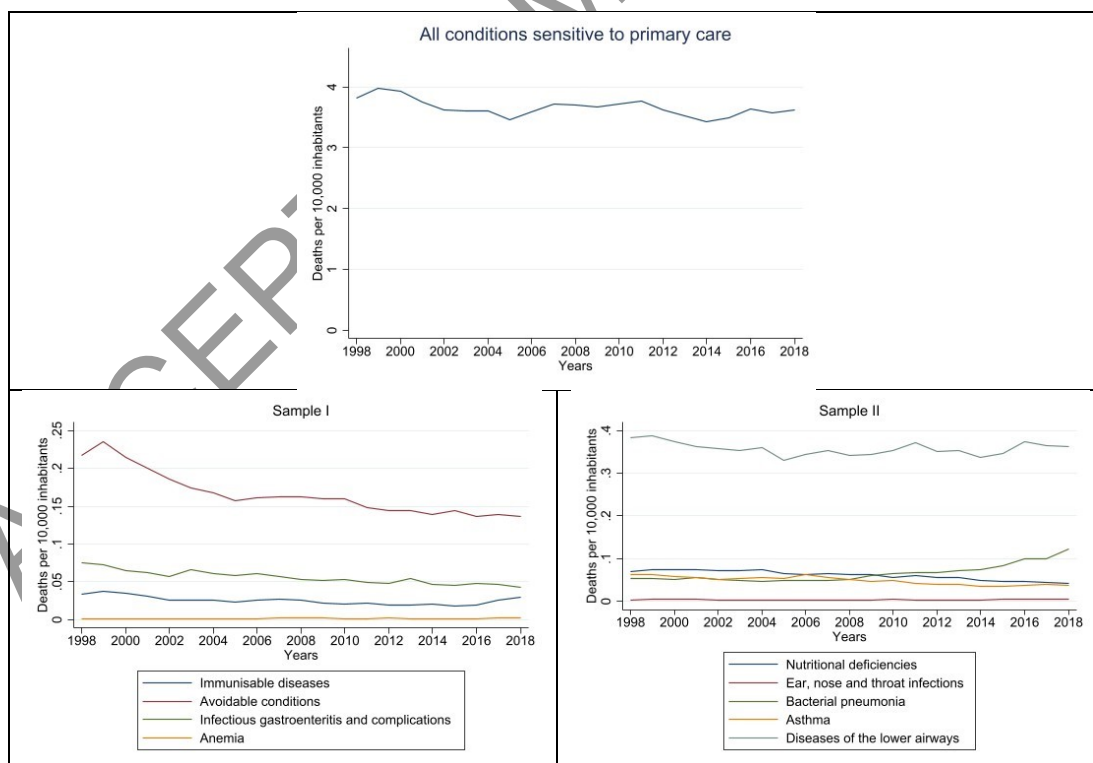 All conditions sensitive to primary care
Deaths per 10,000 inhabitants
4
3
2
1
0
1998 2000 2002 2004 2006 2008 2010 2012 2014 2016 2018
Years
Sample I
Deaths per 10,000 inhabitants
.25
.2
.15
.1
.05
0
1998 2000 2002 2004 2006 2008 2010 2012 2014 2016 2018
Years
Immunisable diseases
Avoidable conditions
Infectious gastroenteritis and complications
Anemia
Sample II
Deaths per 10,000 inhabitants
.4
.3
.2
.1
0
1998 2000 2002 2004 2006 2008 2010 2012 2014 2016 2018
Years
Nutritional deficiencies
Ear, nose and throat infections
Bacterial pneumonia
Asthma
Diseases of the lower airways